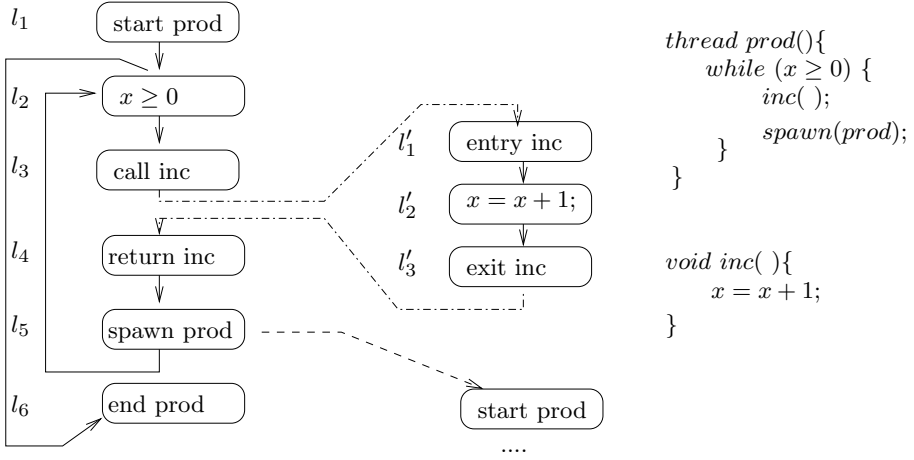 l₁
start prod
l₂
x ≥ 0
l₃
call inc
l₄
return inc
l₅
spawn prod
l₆
end prod
l′₁
entry inc
l′₂
x = x + 1;
l′₃
exit inc
start prod
....
thread prod(){
while (x ≥ 0) {
inc( );
spawn(prod);
}
}
void inc( ){
x = x + 1;
}